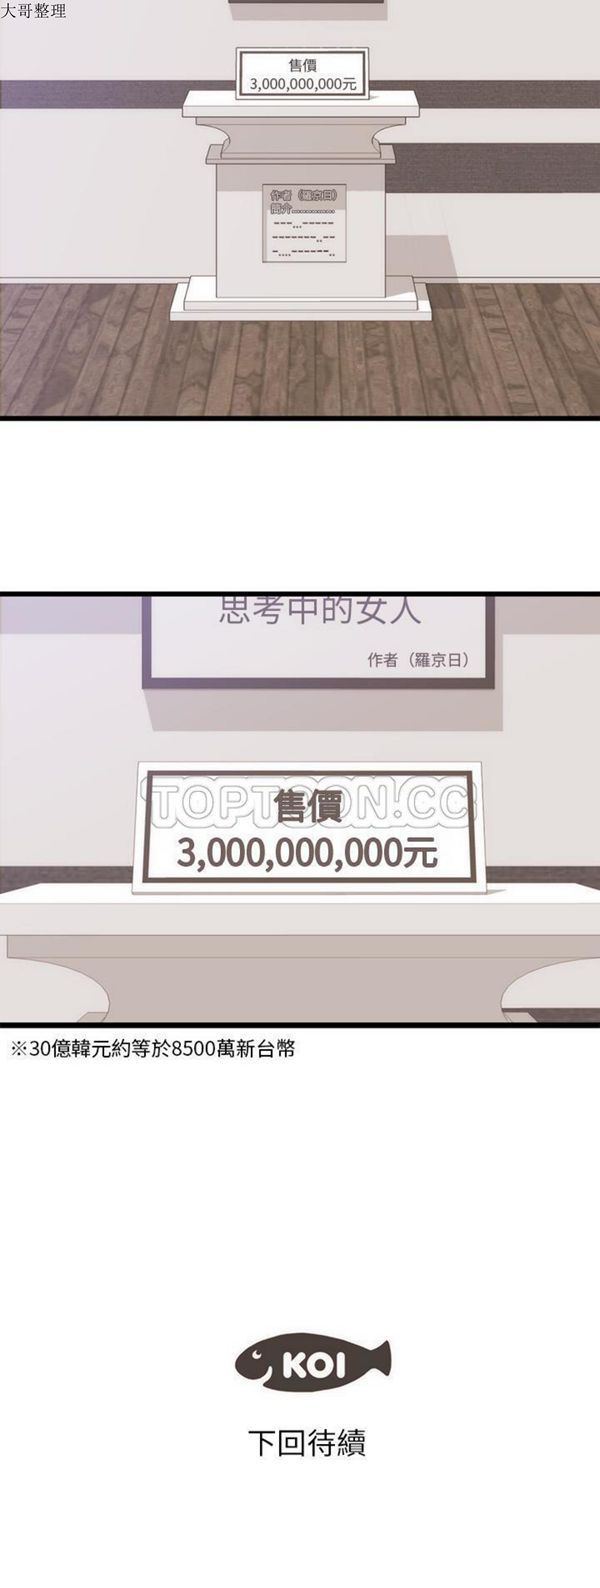 大哥整理
售價
3,000,000,000元
作者（羅京日）
簡介
思考中的女人
作者（羅京日）
TOPTOON.CC
售價
3,000,000,000元
※30億韓元約等於8500萬新台幣
KOI
下回待續